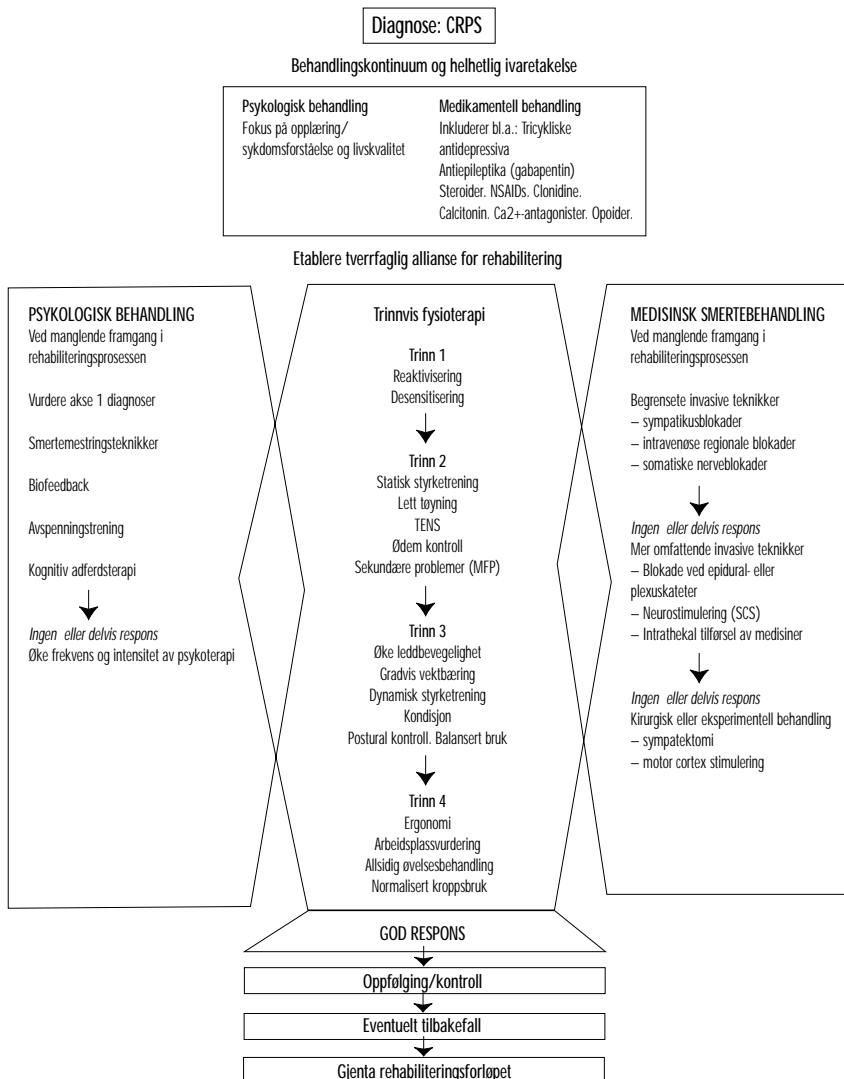 Diagnose: CRPS
Behandlingskontinuum og helhetlig ivaretakelse
Psykologisk behandling
Fokus på opplæring/
sykdomsforståelse og livskvalitet
Medikamentell behandling
Inkluderer bl.a.: Tricykliske
antidepressiva
Antiepileptika (gabapentin)
Steroider. NSAIDs. Clonidine.
Calcitonin. Ca2+-antagonister. Opoider.
Etablere tverrfaglig allianse for rehabilitering
PSYKOLOGISK BEHANDLING
Ved manglende framgang i
rehabiliteringsprosessen
Vurdere akse 1 diagnoser
Smertemestringsteknikker
Biofeedback
Avspenningstrening
Kognitiv adferdsterapi
Ingen eller delvis respons
Øke frekvens og intensitet av psykoterapi
Trinnvis fysioterapi
Trinn 1
Reaktivisering
Desensitisering
Trinn 2
Statisk styrketrening
Lett tøyning
TENS
Ødem kontroll
Sekundære problemer (MFP)
Trinn 3
Øke leddbevegelighet
Gradvis vektbæring
Dynamisk styrketrening
Kondisjon
Postural kontroll. Balansert bruk
Trinn 4
Ergonomi
Arbeidsplassvurdering
Allsidig øvelsesbehandling
Normalisert kroppsbruk
MEDISINSK SMERTEBEHANDLING
Ved manglende framgang i
rehabiliteringsprosessen
Begrensete invasive teknikker
– sympatikusblokader
– intravenøse regionale blokader
– somatiske nerveblokader
Ingen eller delvis respons
Mer omfattende invasive teknikker
– Blokade ved epidural- eller
plexuskateter
– Neurostimulering (SCS)
– Intrathekal tilførsel av medisiner
Ingen eller delvis respons
Kirurgisk eller eksperimentell behandling
– sympatektomi
– motor cortex stimulering
GOD RESPONS
Oppfølging/kontroll
Eventuelt tilbakefall
Gjenta rehabiliteringsforløpet